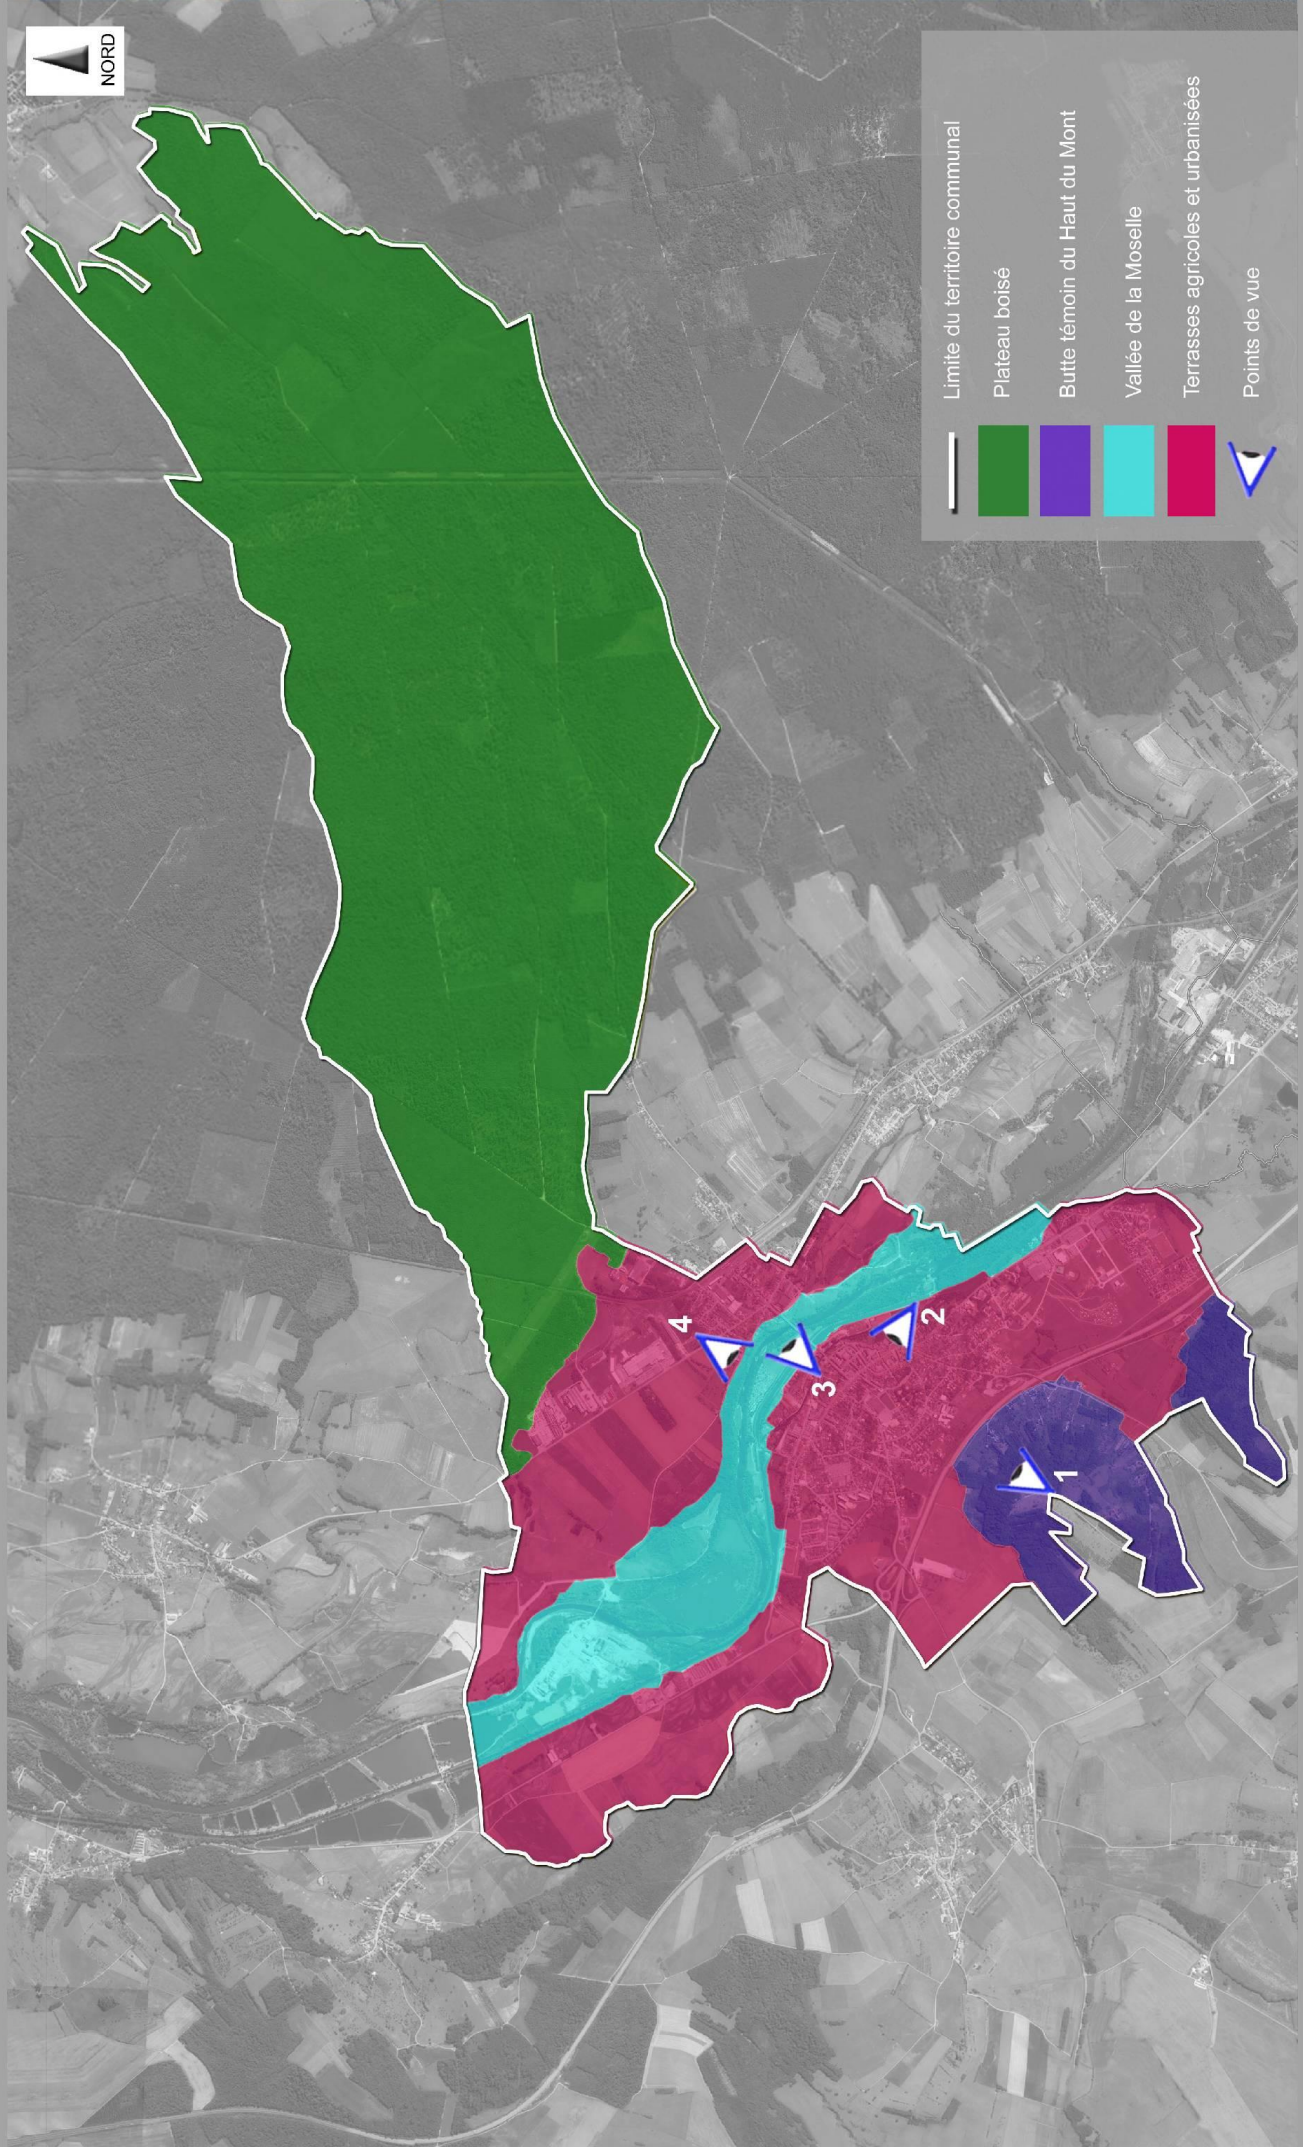 NORD
Limite du territoire communal
Plateau boisé
Butte témoin du Haut du Mont
Vallée de la Moselle
Terrasses agricoles et urbanisées
Points de vue
4
3
2
1